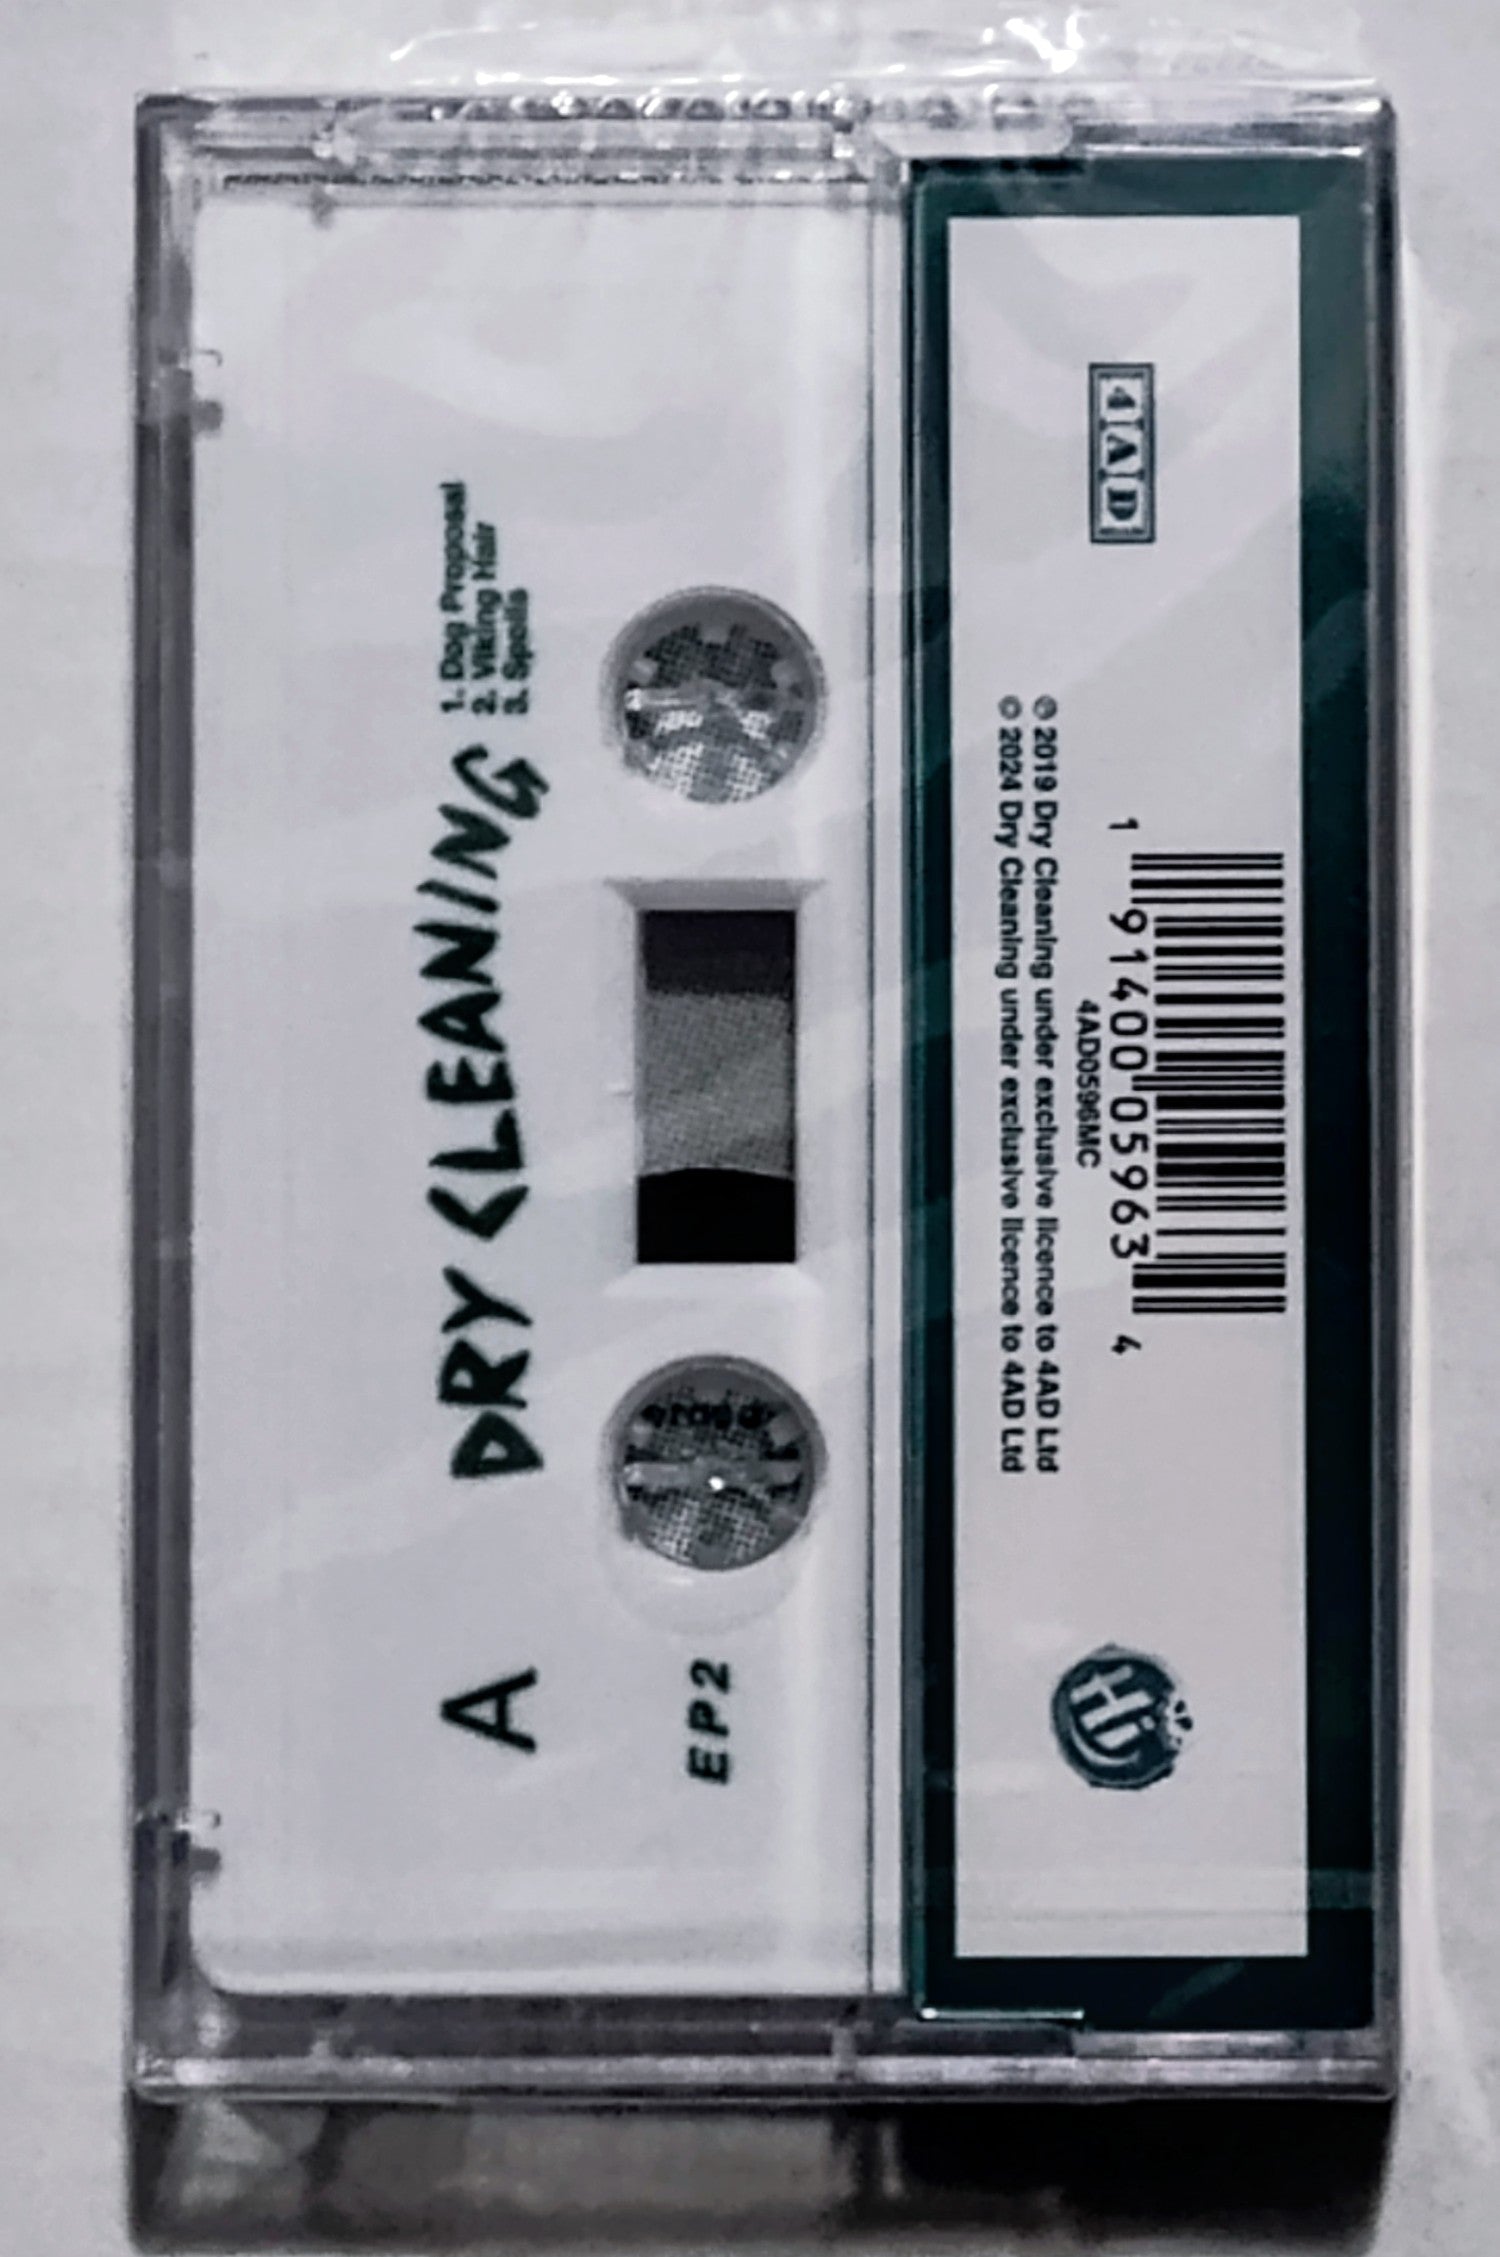 1. Dog Proposal
2. Viking Hair
3. Spoils
DRY CLEANING
A
EP2
4AD
1 91400 05963 4
4AD0596MC
℗ 2019 Dry Cleaning under exclusive licence to 4AD Ltd
© 2024 Dry Cleaning under exclusive licence to 4AD Ltd